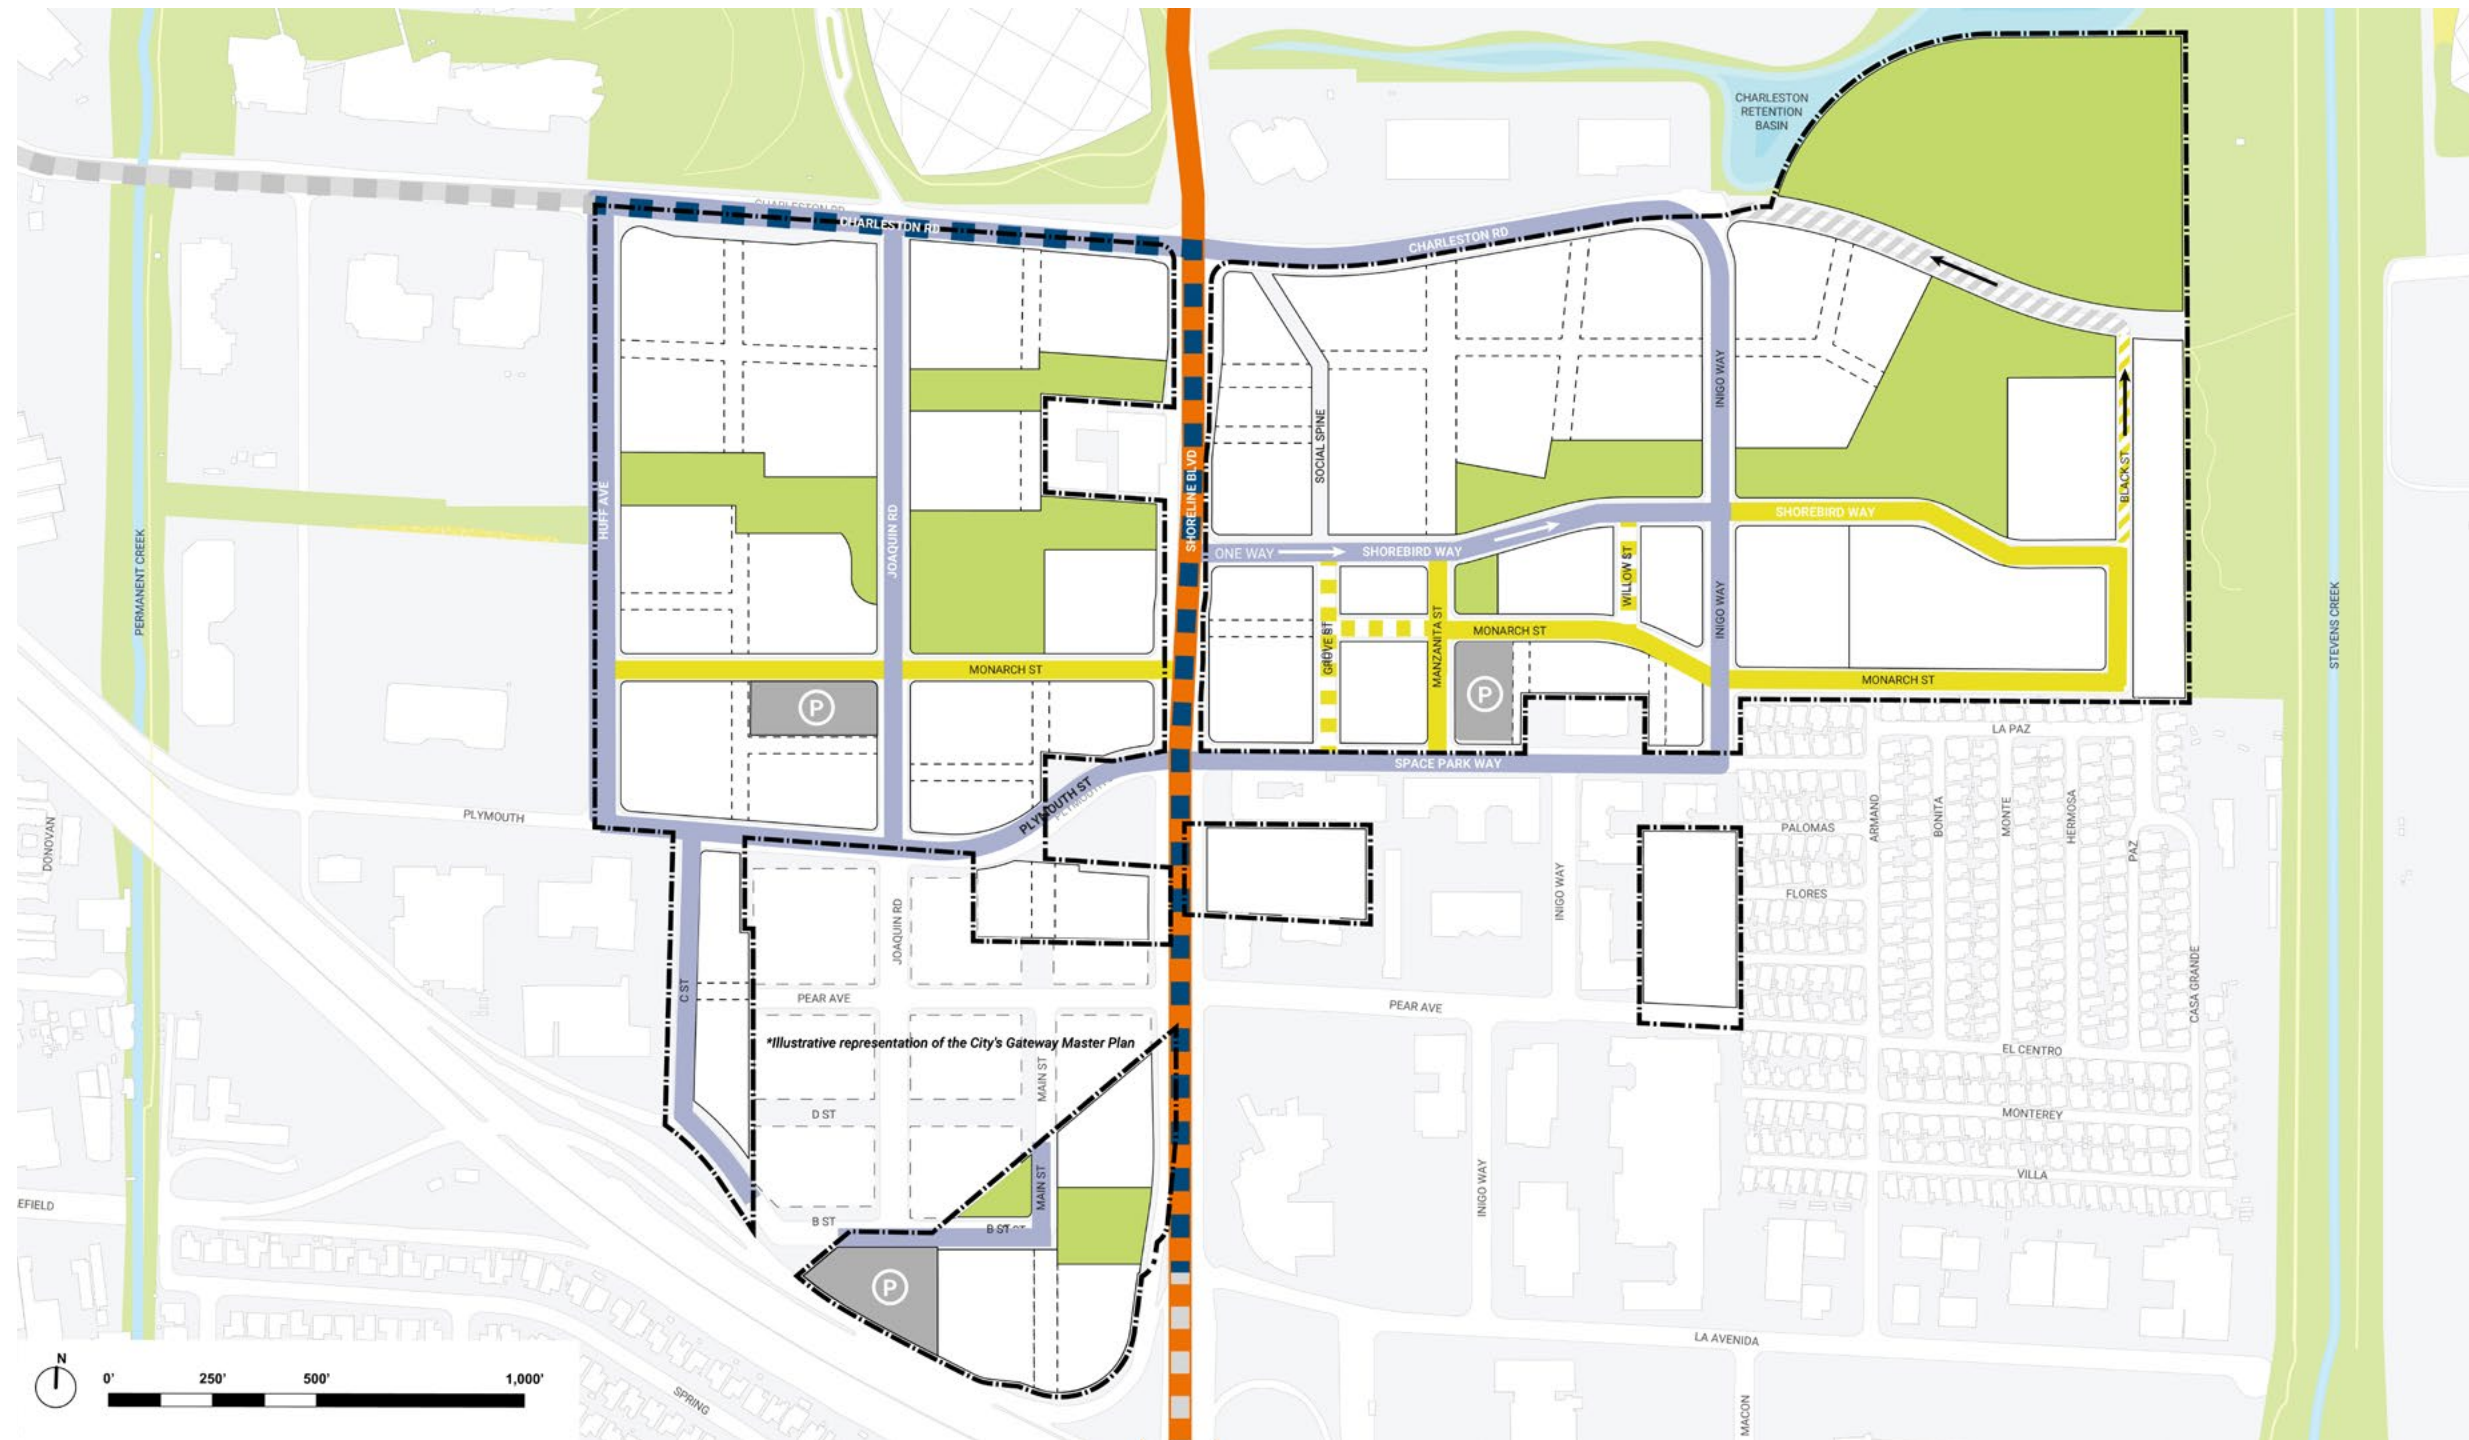 CHARLESTON
RETENTION
BASIN
CHARLESTON RD
CHARLESTON RD
CHARLESTON RD
HUFF AVE
JOAQUIN RD
SHORELINE BLVD
SOCIAL SPINE
INIGO WAY
BLACK ST
PERMANENT CREEK
STEVENS CREEK
ONE WAY
SHOREBIRD WAY
SHOREBIRD WAY
WILLOW ST
INIGO WAY
GROVE ST
MANZANITA ST
MONARCH ST
MONARCH ST
MONARCH ST
P
P
SPACE PARK WAY
PLYMOUTH ST
PLYMOUTH
LA PAZ
DONOVAN
PALOMAS
ARMAND
BONITA
MONTE
HERMOSA
PAZ
FLORES
INIGO WAY
JOAQUIN RD
C ST
PEAR AVE
PEAR AVE
CASA GRANDE
*Illustrative representation of the City's Gateway Master Plan
MAIN ST
EL CENTRO
D ST
MONTEREY
MAIN ST
INIGO WAY
VILLA
EFIELD
B ST
B ST
P
LA AVENIDA
N
0'
250'
500'
1,000'
SPRING
MACON